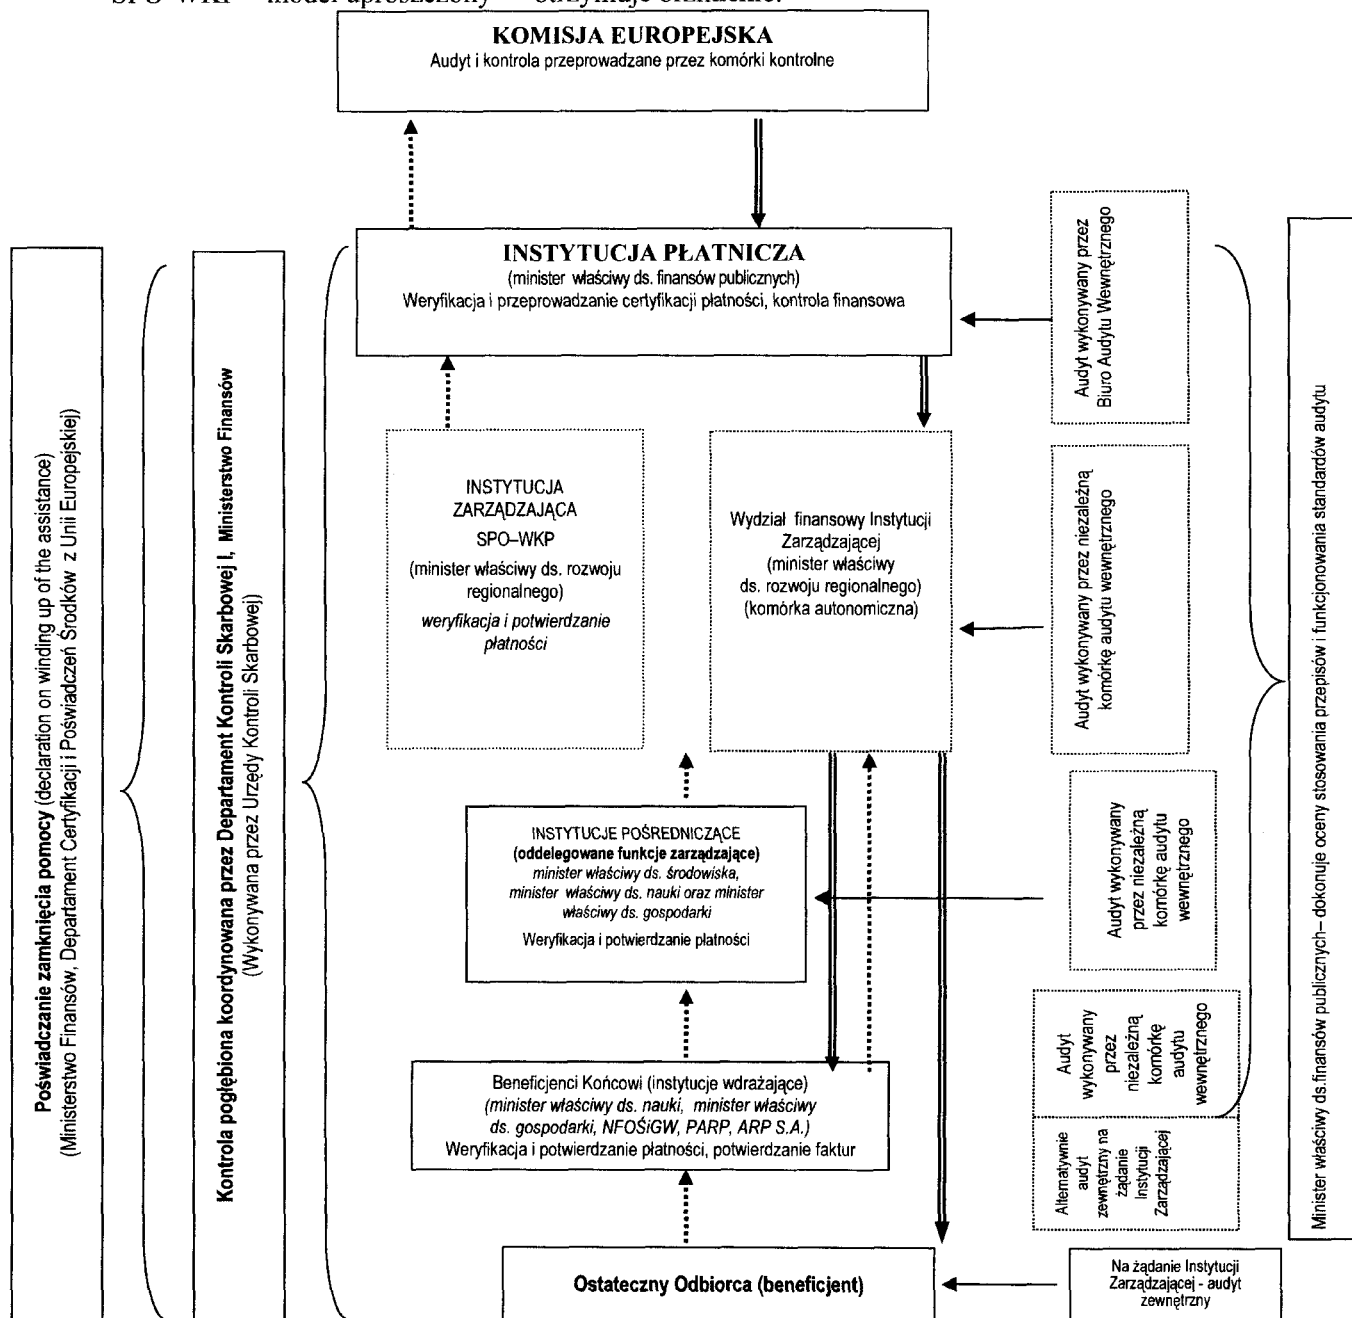 SPO-WKP – model uproszczony – otrzymuje brzmienie:
KOMISJA EUROPEJSKA
Audyt i kontrola przeprowadzane przez komórki kontrolne
INSTYTUCJA PŁATNICZA
(minister właściwy ds. finansów publicznych)
Weryfikacja i przeprowadzanie certyfikacji płatności, kontrola finansowa
Poświadczanie zamknięcia pomocy (declaration on winding up of the assistance)
(Ministerstwo Finansów, Departament Certyfikacji i Poświadczeń Środków z Unii Europejskiej)
Kontrola pogłębiona koordynowana przez Departament Kontroli Skarbowej I, Ministerstwo Finansów
(Wykonywana przez Urzędy Kontroli Skarbowej)
INSTYTUCJA
ZARZĄDZAJĄCA
SPO–WKP
(minister właściwy ds. rozwoju
regionalnego)
weryfikacja i potwierdzanie
płatności
Wydział finansowy Instytucji
Zarządzającej
(minister właściwy
ds. rozwoju regionalnego)
(komórka autonomiczna)
INSTYTUCJE POŚREDNICZĄCE
(oddelegowane funkcje zarządzające)
minister właściwy ds. środowiska,
minister właściwy ds. nauki oraz minister
właściwy ds. gospodarki
Weryfikacja i potwierdzanie płatności
Beneficjenci Końcowi (instytucje wdrażające)
(minister właściwy ds. nauki, minister właściwy
ds. gospodarki, NFOŚiGW, PARP, ARP S.A.)
Weryfikacja i potwierdzanie płatności, potwierdzanie faktur
Ostateczny Odbiorca (beneficjent)
Audyt wykonywany przez
Biuro Audytu Wewnętrznego
Audyt wykonywany przez niezależną
komórkę audytu wewnętrznego
Audyt wykonywany
przez niezależną
komórkę audytu
wewnętrznego
Audyt
wykonywany
przez
niezależną
komórkę
audytu
wewnętrznego
Alternatywnie
audyt
zewnętrzny na
żądanie
Instytucji
Zarządzającej
Na żądanie Instytucji
Zarządzającej - audyt
zewnętrzny
Minister właściwy ds.finansów publicznych– dokonuje oceny stosowania przepisów i funkcjonowania standardów audytu